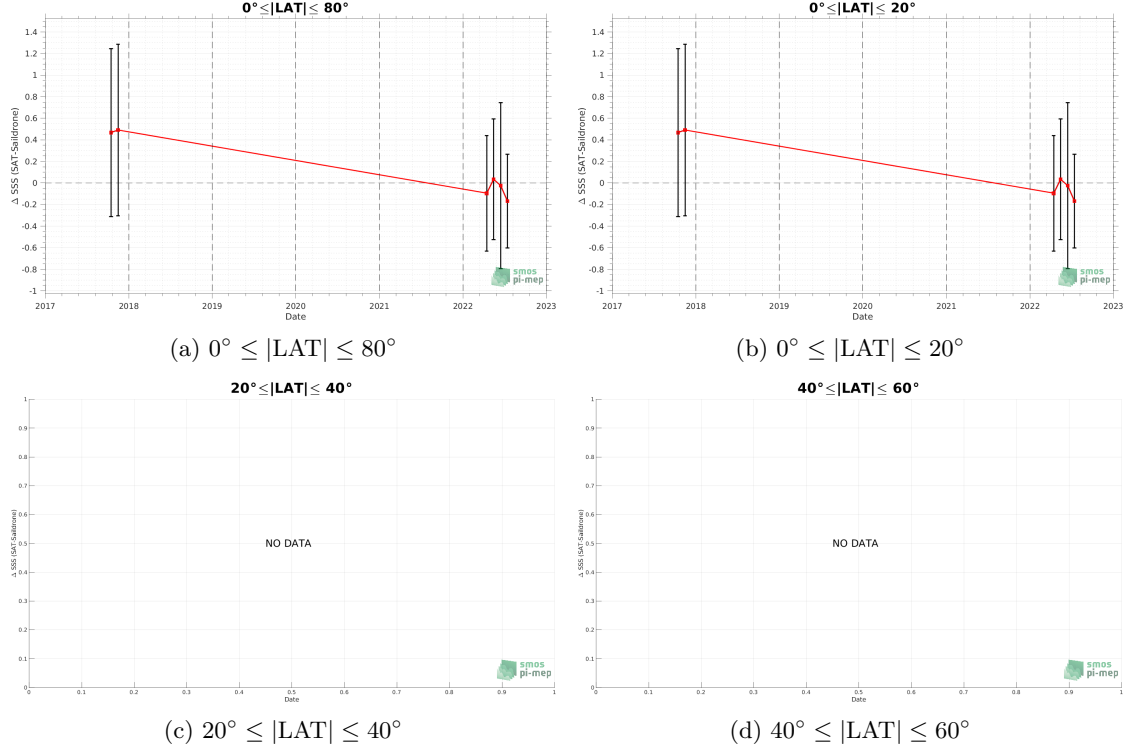 0°≤|LAT|≤ 80°
1.4
1.2
1
0.8
0.6
0.4
0.2
0
-0.2
-0.4
-0.6
-0.8
-1
Δ SSS (SAT-Saildrone)
2017 2018 2019 2020 2021 2022 2023
Date
smos
pi-mep
(a) 0° ≤ |LAT| ≤ 80°
0°≤|LAT|≤ 20°
1.4
1.2
1
0.8
0.6
0.4
0.2
0
-0.2
-0.4
-0.6
-0.8
-1
Δ SSS (SAT-Saildrone)
2017 2018 2019 2020 2021 2022 2023
Date
smos
pi-mep
(b) 0° ≤ |LAT| ≤ 20°
20°≤|LAT|≤ 40°
1
0.9
0.8
0.7
0.6
0.5
0.4
0.3
0.2
0.1
0
Δ SSS (SAT-Saildrone)
NO DATA
0 0.1 0.2 0.3 0.4 0.5 0.6 0.7 0.8 0.9 1
Date
smos
pi-mep
(c) 20° ≤ |LAT| ≤ 40°
40°≤|LAT|≤ 60°
1
0.9
0.8
0.7
0.6
0.5
0.4
0.3
0.2
0.1
0
Δ SSS (SAT-Saildrone)
NO DATA
0 0.1 0.2 0.3 0.4 0.5 0.6 0.7 0.8 0.9 1
Date
smos
pi-mep
(d) 40° ≤ |LAT| ≤ 60°